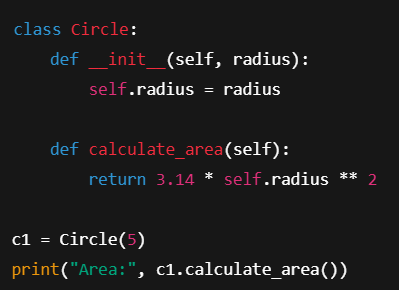 class Circle:
    def __init__(self, radius):
        self.radius = radius

    def calculate_area(self):
        return 3.14 * self.radius ** 2

c1 = Circle(5)
print("Area:", c1.calculate_area())